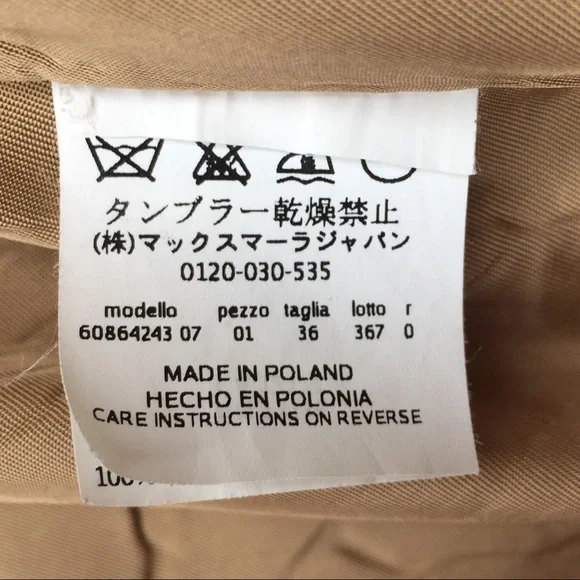 タンブラー乾燥禁止
(株)マックスマーラジャパン
0120-030-535
modello pezzo taglia lotto r
60864243 07 01 36 367 0
MADE IN POLAND
HECHO EN POLONIA
CARE INSTRUCTIONS ON REVERSE